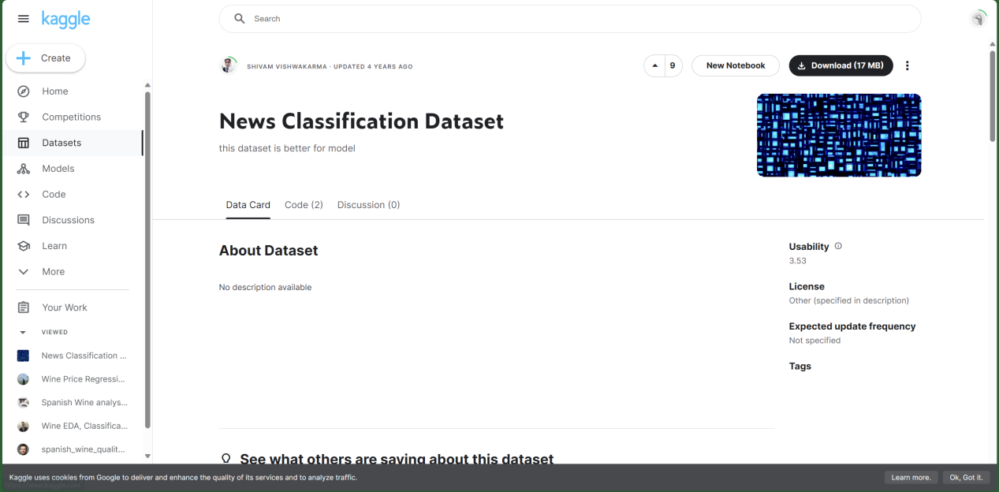 kaggle
Search
Create
SHIVAM VISHWAKARMA · UPDATED 4 YEARS AGO
9
New Notebook
Download (17 MB)
Home
Competitions
Datasets
Models
Code
Discussions
Learn
More
Your Work
VIEWED
News Classification ...
Wine Price Regressi...
Spanish Wine analys...
Wine EDA, Classifica...
spanish_wine_qualit...
News Classification Dataset
this dataset is better for model
Data Card
Code (2)
Discussion (0)
About Dataset
No description available
Usability
3.53
License
Other (specified in description)
Expected update frequency
Not specified
Tags
See what others are saying about this dataset
Kaggle uses cookies from Google to deliver and enhance the quality of its services and to analyze traffic.
Learn more.
Ok, Got it.